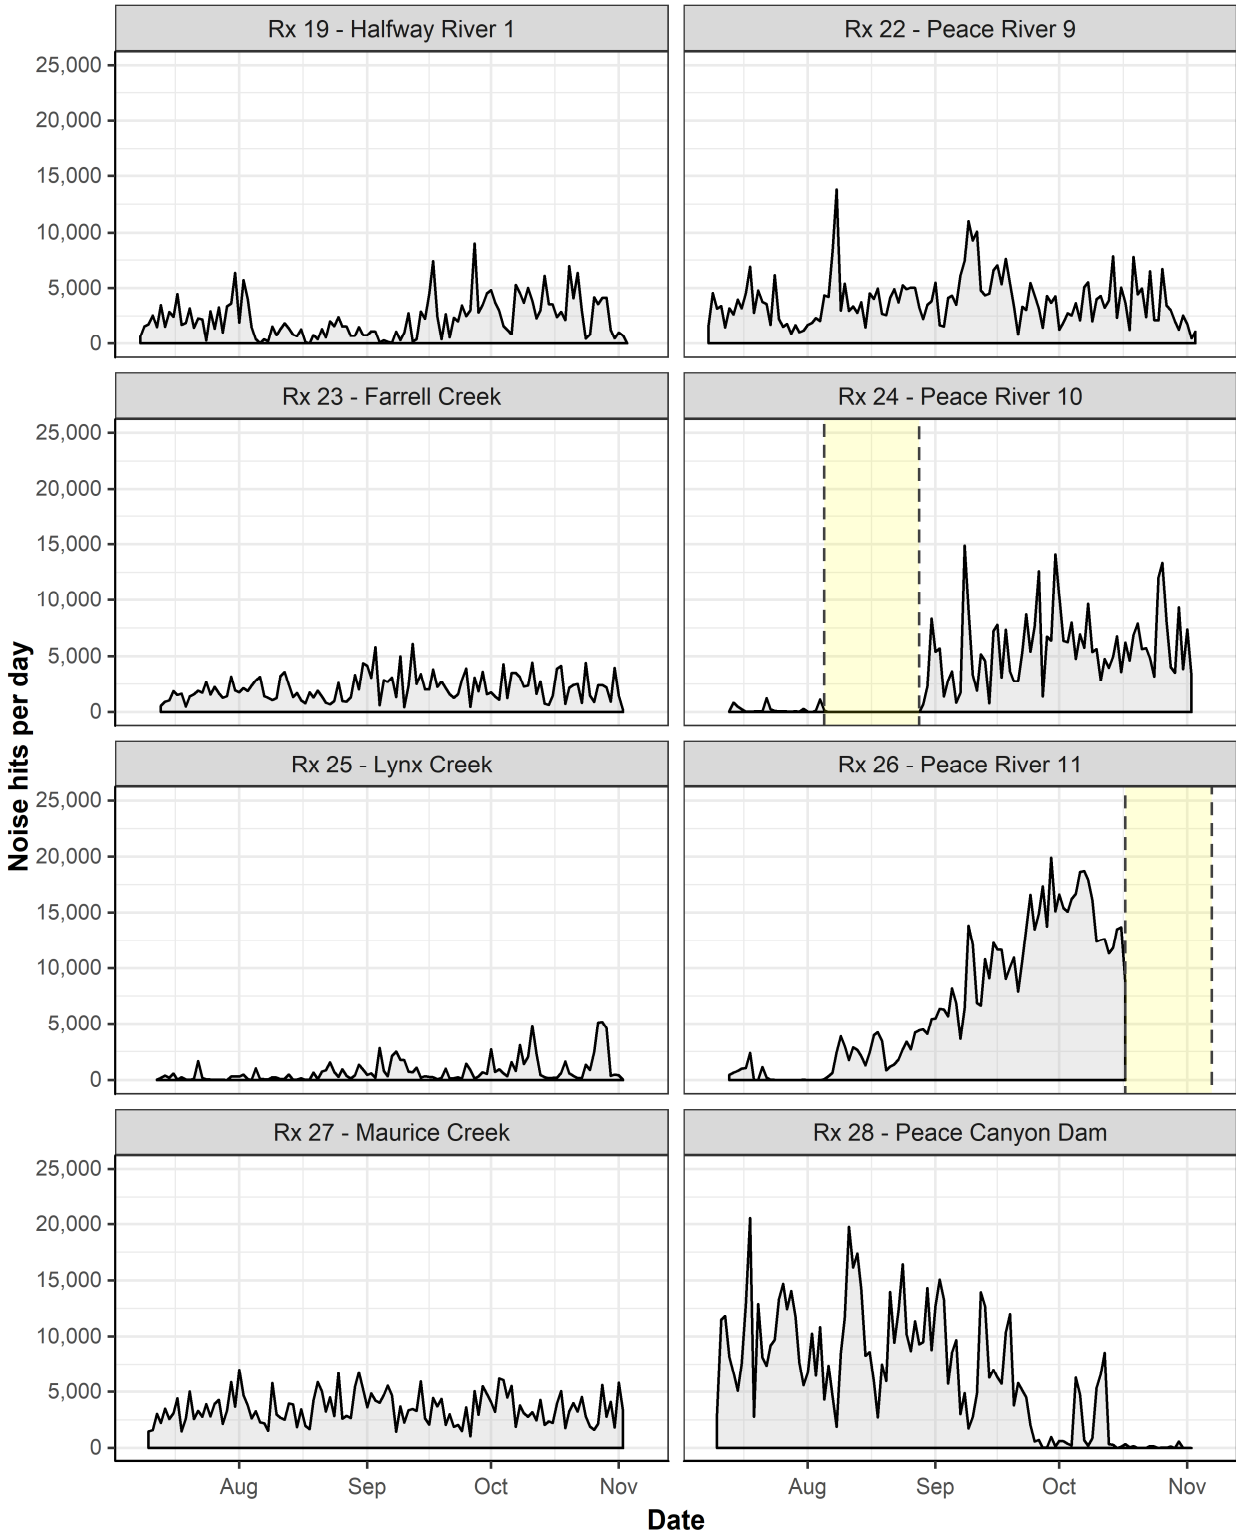 Rx 19 - Halfway River 1
Rx 22 - Peace River 9
25,000
20,000
15,000
10,000
5,000
0
Rx 23 - Farrell Creek
Rx 24 - Peace River 10
25,000
20,000
15,000
10,000
5,000
0
Noise hits per day
Rx 25 - Lynx Creek
Rx 26 - Peace River 11
25,000
20,000
15,000
10,000
5,000
0
Rx 27 - Maurice Creek
Rx 28 - Peace Canyon Dam
25,000
20,000
15,000
10,000
5,000
0
Aug Sep Oct Nov
Aug Sep Oct Nov
Date